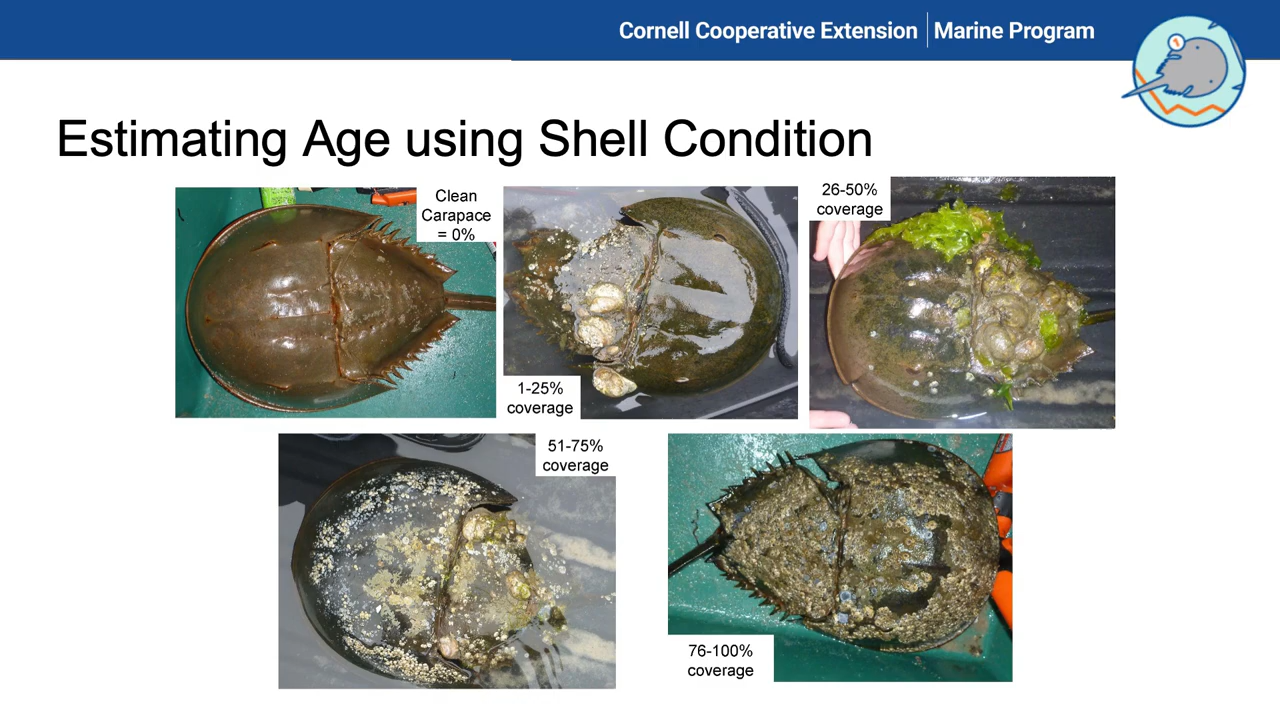 Cornell Cooperative Extension | Marine Program
Estimating Age using Shell Condition
Clean
Carapace
= 0%
1-25%
coverage
26-50%
coverage
51-75%
coverage
76-100%
coverage